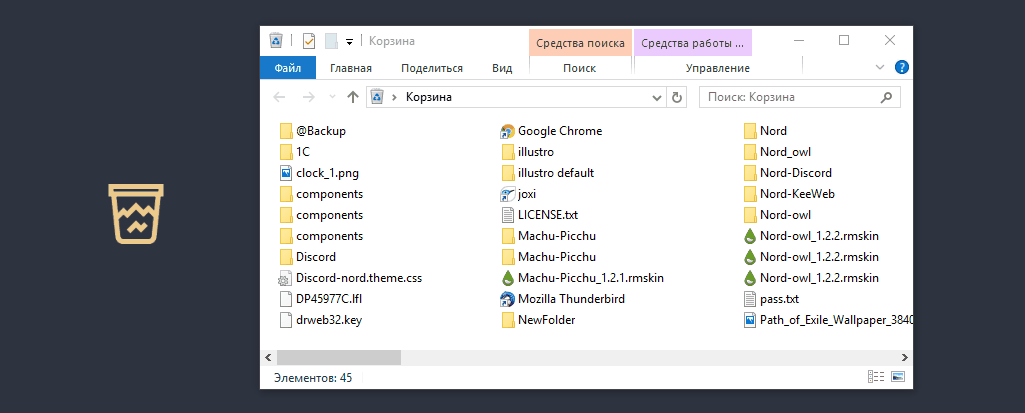 Корзина
Средства поиска
Средства работы ...
Файл
Главная
Поделиться
Вид
Поиск
Управление
Корзина
Поиск: Корзина
@Backup
1C
clock_1.png
components
components
components
Discord
Discord-nord.theme.css
DP45977C.lfl
drweb32.key
Google Chrome
illustro
illustro default
joxi
LICENSE.txt
Machu-Picchu
Machu-Picchu
Machu-Picchu_1.2.1.rmskin
Mozilla Thunderbird
NewFolder
Nord
Nord_owl
Nord-Discord
Nord-KeeWeb
Nord-owl
Nord-owl_1.2.2.rmskin
Nord-owl_1.2.2.rmskin
Nord-owl_1.2.2.rmskin
pass.txt
Path_of_Exile_Wallpaper_3840
Элементов: 45